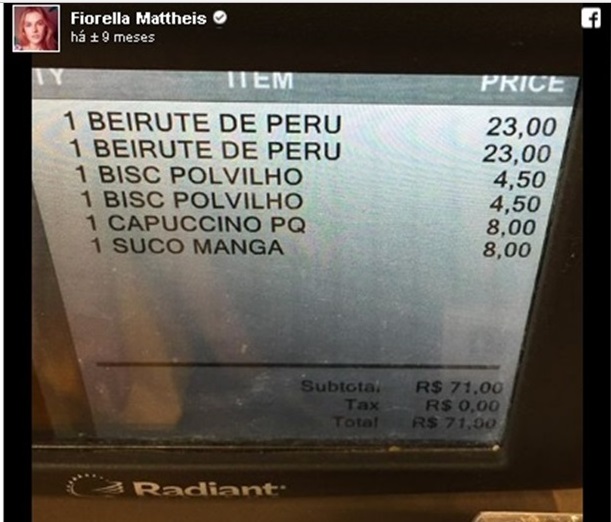 Fiorella Mattheis
há ± 9 meses
f
TY ITEM PRICE
1 BEIRUTE DE PERU 23,00
1 BEIRUTE DE PERU 23,00
1 BISC POLVILHO 4,50
1 BISC POLVILHO 4,50
1 CAPUCCINO PQ 8,00
1 SUCO MANGA 8,00
Subtotal R$ 71,00
Tax R$ 0,00
Total R$ 71,00
Radiant